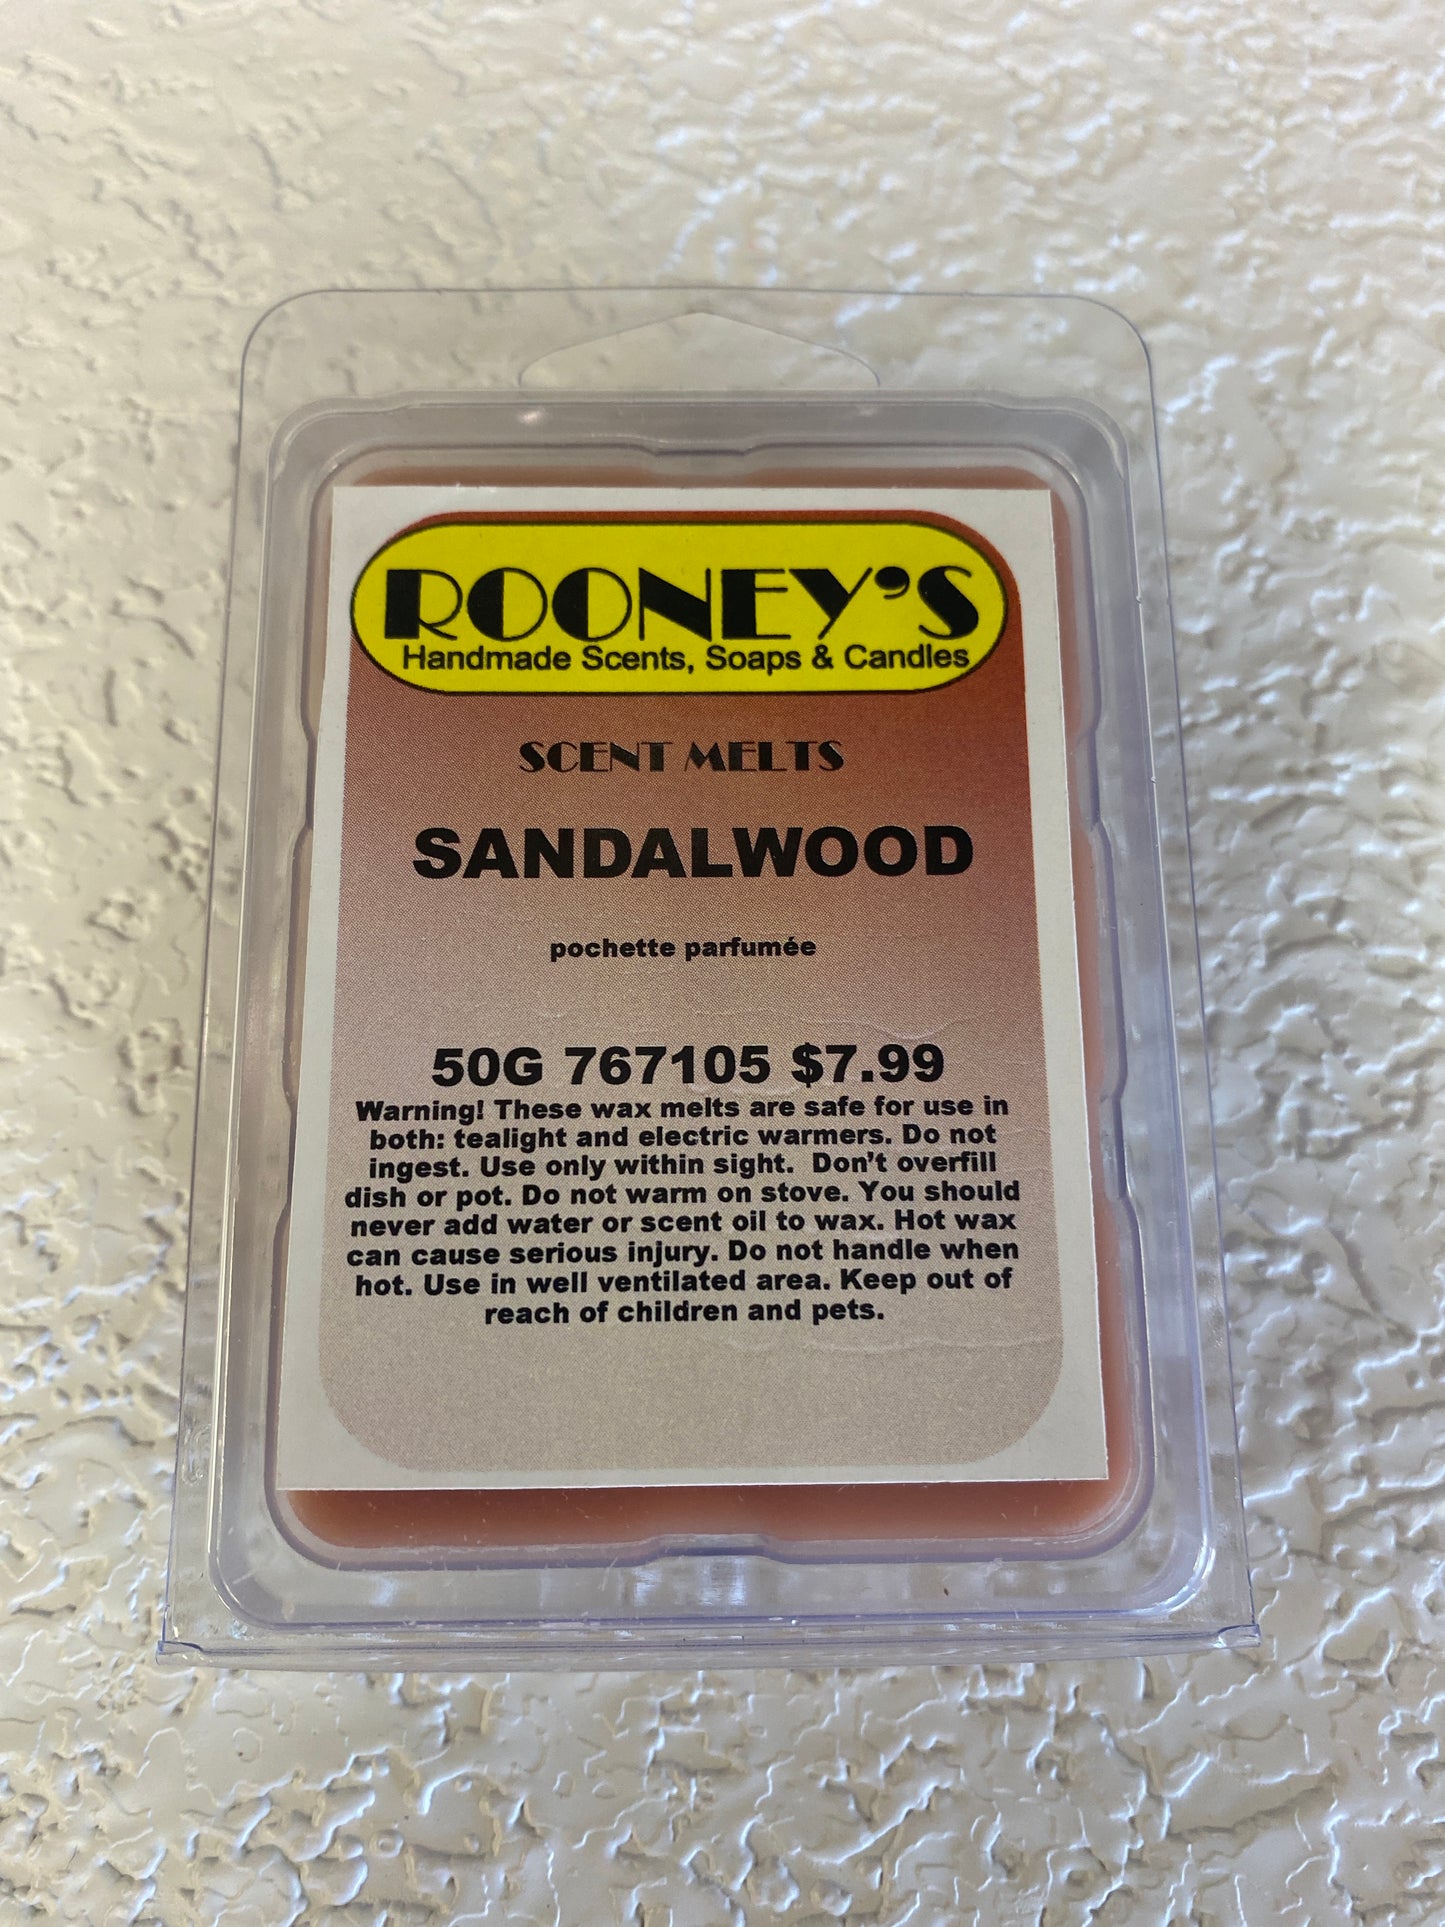 ROONEY'S
Handmade Scents, Soaps & Candles
SCENT MELTS
SANDALWOOD
pochette parfumée
50G 767105 $7.99
Warning! These wax melts are safe for use in
both: tealight and electric warmers. Do not
ingest. Use only within sight.  Don't overfill
dish or pot. Do not warm on stove. You should
never add water or scent oil to wax. Hot wax
can cause serious injury. Do not handle when
hot. Use in well ventilated area. Keep out of
reach of children and pets.